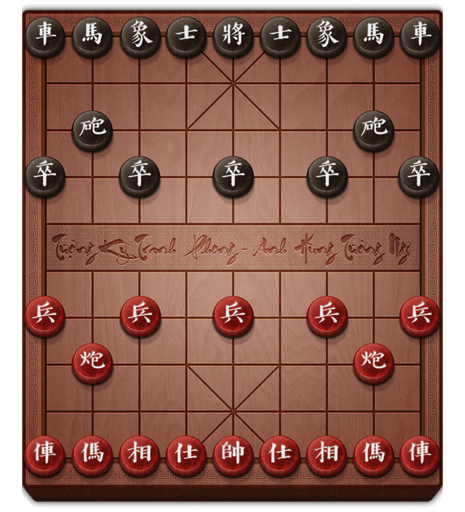 車 馬 象 士 將 士 象 馬 車
砲 砲
卒 卒 卒 卒 卒
Tượng Kỳ Tranh Phong - Anh Hùng Tương Ngộ
兵 兵 兵 兵 兵
炮 炮
俥 傌 相 仕 帥 仕 相 傌 俥